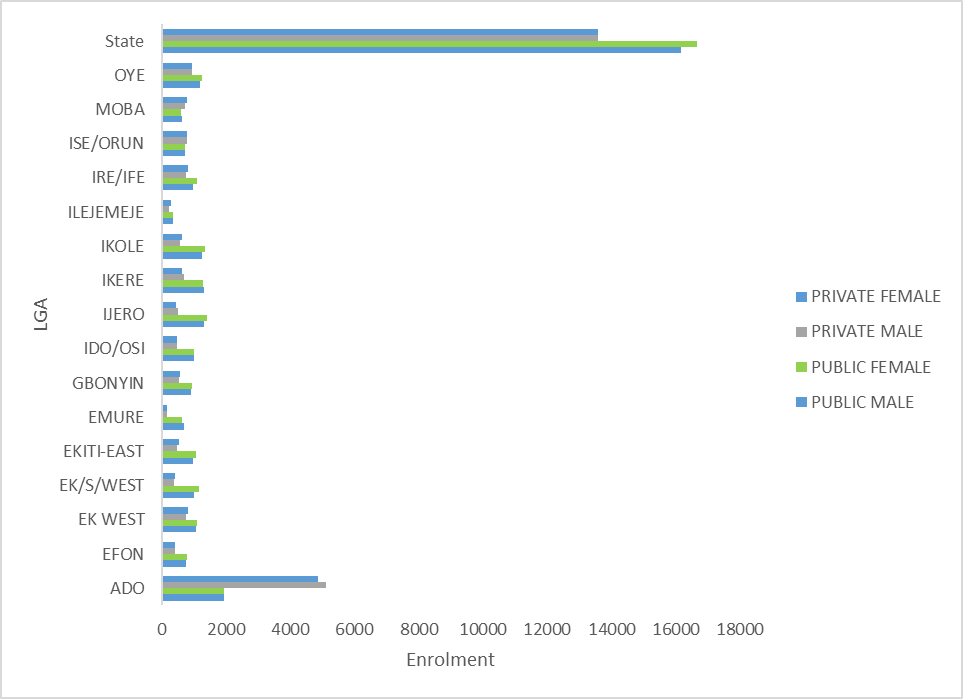 State
OYE
MOBA
ISE/ORUN
IRE/IFE
ILEJEMEJE
IKOLE
IKERE
IJERO
IDO/OSI
GBONYIN
EMURE
EKITI-EAST
EK/S/WEST
EK WEST
EFON
ADO
LGA
0 2000 4000 6000 8000 10000 12000 14000 16000 18000
Enrolment
PRIVATE FEMALE
PRIVATE MALE
PUBLIC FEMALE
PUBLIC MALE